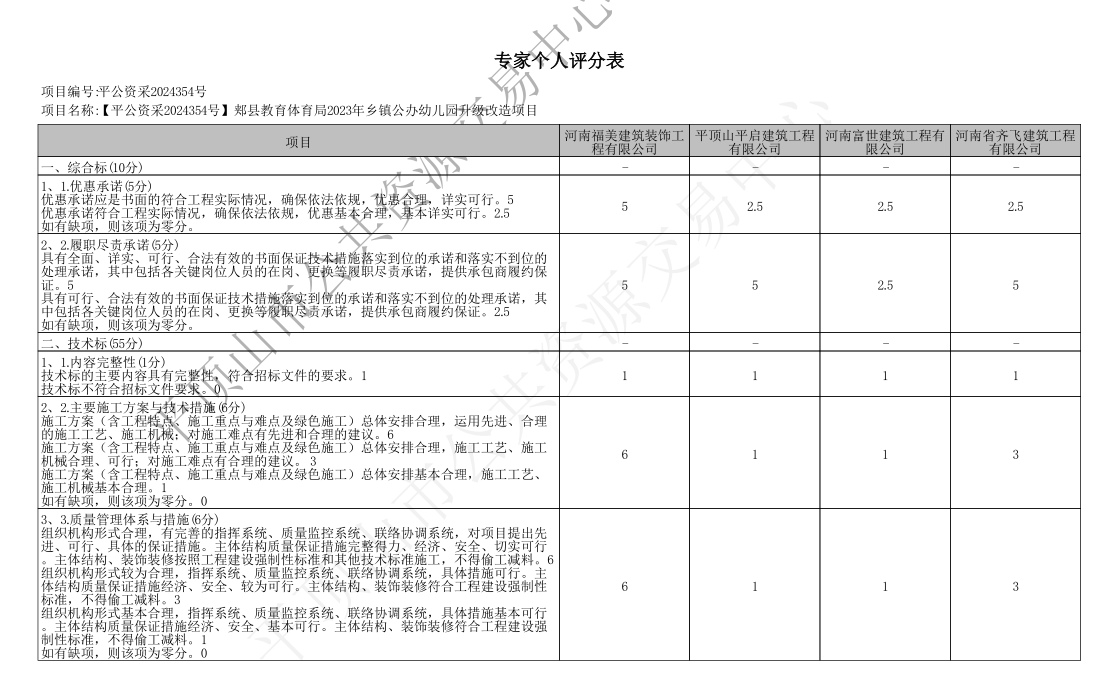 专家个人评分表
项目编号:平公资采2024354号
项目名称:【平公资采2024354号】郏县教育体育局2023年乡镇公办幼儿园升级改造项目
项目 河南福美建筑装饰工 平顶山平启建筑工程 河南富世建筑工程有 河南省齐飞建筑工程
程有限公司 有限公司 限公司 有限公司
一、综合标(10分) – – – –
1、1.优惠承诺(5分)
优惠承诺应是书面的符合工程实际情况，确保依法依规，优惠合理，详实可行。5
优惠承诺符合工程实际情况，确保依法依规，优惠基本合理，基本详实可行。2.5
如有缺项，则该项为零分。
5 2.5 2.5 2.5
2、2.履职尽责承诺(5分)
具有全面、详实、可行、合法有效的书面保证技术措施落实到位的承诺和落实不到位的
处理承诺，其中包括各关键岗位人员的在岗、更换等履职尽责承诺，提供承包商履约保
证。5
具有可行、合法有效的书面保证技术措施落实到位的承诺和落实不到位的处理承诺，其
中包括各关键岗位人员的在岗、更换等履职尽责承诺，提供承包商履约保证。2.5
如有缺项，则该项为零分。
5 5 2.5 5
二、技术标(55分) – – – –
1、1.内容完整性(1分)
技术标的主要内容具有完整性，符合招标文件的要求。1
技术标不符合招标文件要求。0
1 1 1 1
2、2.主要施工方案与技术措施(6分)
施工方案（含工程特点、施工重点与难点及绿色施工）总体安排合理，运用先进、合理
的施工工艺、施工机械；对施工难点有先进和合理的建议。6
施工方案（含工程特点、施工重点与难点及绿色施工）总体安排合理，施工工艺、施工
机械合理、可行；对施工难点有合理的建议。3
施工方案（含工程特点、施工重点与难点及绿色施工）总体安排基本合理，施工工艺、
施工机械基本合理。1
如有缺项，则该项为零分。0
6 1 1 3
3、3.质量管理体系与措施(6分)
组织机构形式合理，有完善的指挥系统、质量监控系统、联络协调系统，对项目提出先
进、可行、具体的保证措施。主体结构质量保证措施完整得力、经济、安全、切实可行
。主体结构、装饰装修按照工程建设强制性标准和其他技术标准施工，不得偷工减料。6
组织机构形式较为合理，指挥系统、质量监控系统、联络协调系统，具体措施可行。主
体结构质量保证措施经济、安全、较为可行。主体结构、装饰装修符合工程建设强制性
标准，不得偷工减料。3
组织机构形式基本合理，指挥系统、质量监控系统、联络协调系统，具体措施基本可行
。主体结构质量保证措施经济、安全、基本可行。主体结构、装饰装修符合工程建设强
制性标准，不得偷工减料。1
如有缺项，则该项为零分。0
6 1 1 3
平顶山市公共资源交易中心
平顶山市公共资源交易中心